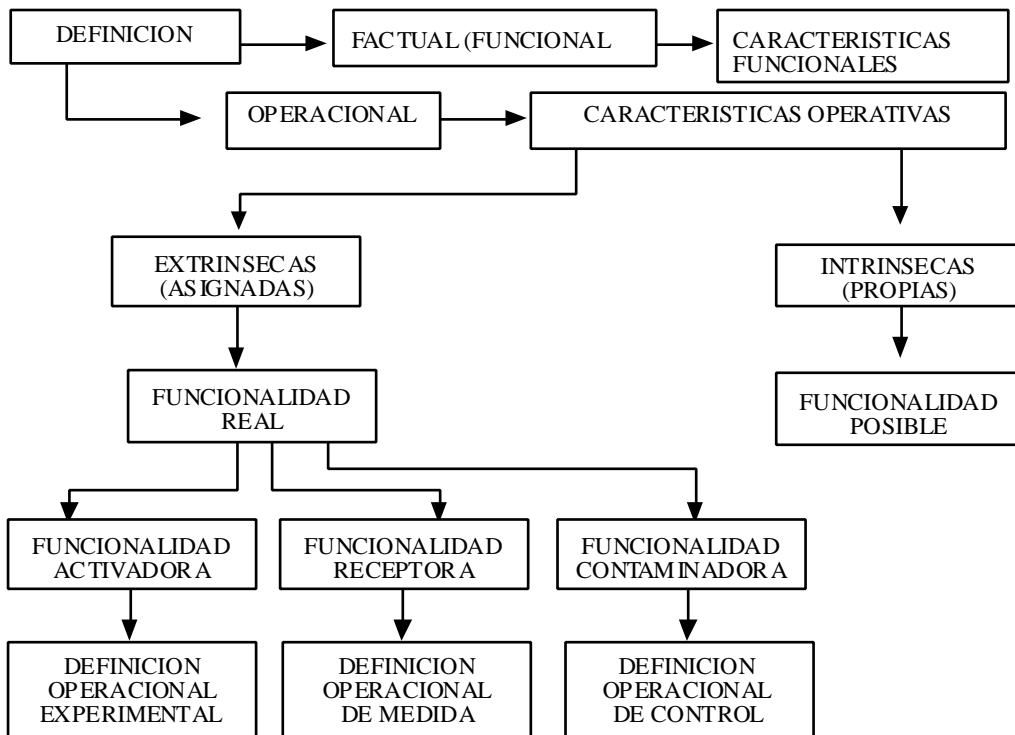 DEFINICION
FACTUAL (FUNCIONAL
CARACTERISTICAS
FUNCIONALES
OPERACIONAL
CARACTERISTICAS OPERATIVAS
EXTRINSECAS
(ASIGNADAS)
INTRINSECAS
(PROPIAS)
FUNCIONALIDAD
REAL
FUNCIONALIDAD
POSIBLE
FUNCIONALIDAD
ACTIVADORA
FUNCIONALIDAD
RECEPTORA
FUNCIONALIDAD
CONTAMINADORA
DEFINICION
OPERACIONAL
EXPERIMENTAL
DEFINICION
OPERACIONAL
DE MEDIDA
DEFINICION
OPERACIONAL
DE CONTROL